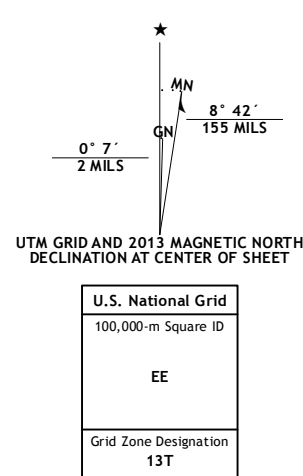 ★
MN
GN
8° 42´
155 MILS
0° 7´
2 MILS
UTM GRID AND 2013 MAGNETIC NORTH
DECLINATION AT CENTER OF SHEET
U.S. National Grid
100,000-m Square ID
EE
Grid Zone Designation
13T